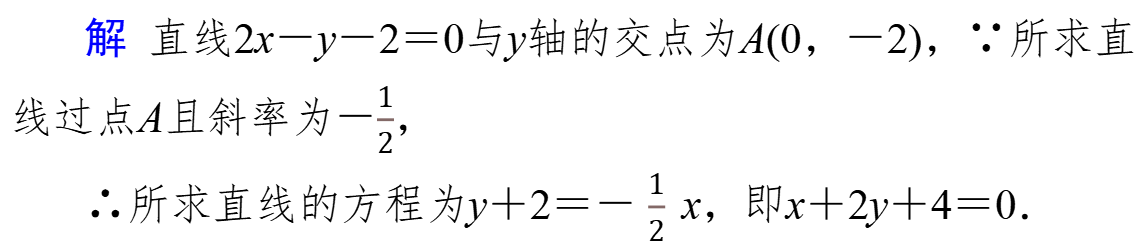 解 直线2x－y－2＝0与y轴的交点为A(0，－2)，∵所求直
线过点A且斜率为－1/2，
∴所求直线的方程为y＋2＝－1/2 x，即x＋2y＋4＝0.